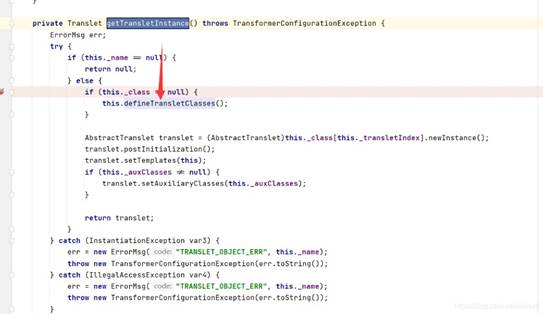 }
private Translet getTransletInstance() throws TransformerConfigurationException {
ErrorMsg err;
try {
if (this._name == null) {
return null;
} else {
if (this._class null) {
this.defineTransletClasses();
}
AbstractTranslet translet = (AbstractTranslet)this._class[this._transletIndex].newInstance();
translet.postInitialization();
translet.setTemplates(this);
if (this._auxClasses ≠ null) {
translet.setAuxiliaryClasses(this._auxClasses);
}
return translet;
}
} catch (InstantiationException var3) {
err = new ErrorMsg( code: "TRANSLET_OBJECT_ERR", this._name);
throw new TransformerConfigurationException(err.toString());
} catch (IllegalAccessException var4) {
err = new ErrorMsg( code: "TRANSLET_OBJECT_ERR", this._name);
throw new TransformerConfigurationException(err.toString());
}